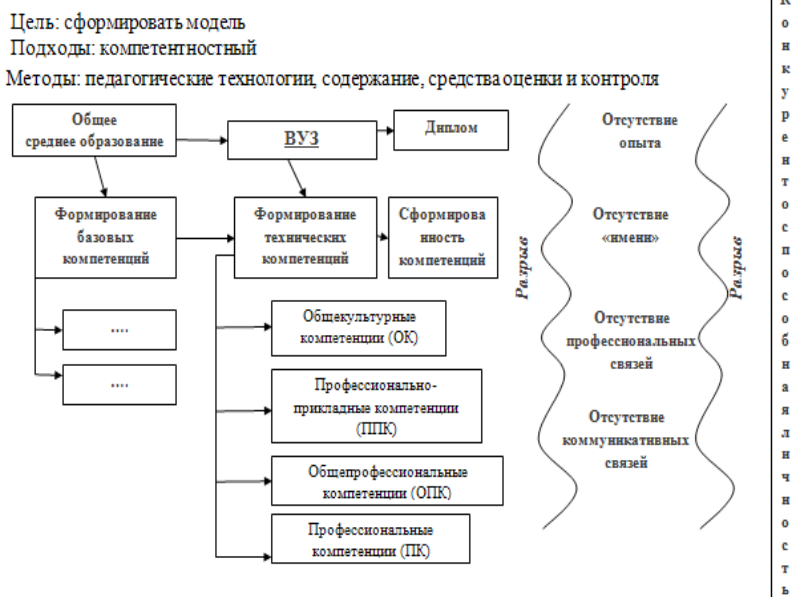 Цель: сформировать модель
Подходы: компетентностный
Методы: педагогические технологии, содержание, средства оценки и контроля
Общее
среднее образование
ВУЗ
Диплом
Формирование
базовых
компетенций
Формирование
технических
компетенций
Сформирова
нность
компетенций
....
....
Общекультурные
компетенции (ОК)
Профессионально-
прикладные компетенции
(ППК)
Общепрофессиональные
компетенции (ОПК)
Профессиональные
компетенции (ПК)
Разрыв
Отсутствие
опыта
Отсутствие
«имени»
Отсутствие
профессиональных
связей
Отсутствие
коммуникативных
связей
Разрыв
К
о
н
к
у
р
е
н
т
о
с
п
о
с
о
б
н
а
я
л
и
ч
н
о
с
т
ь